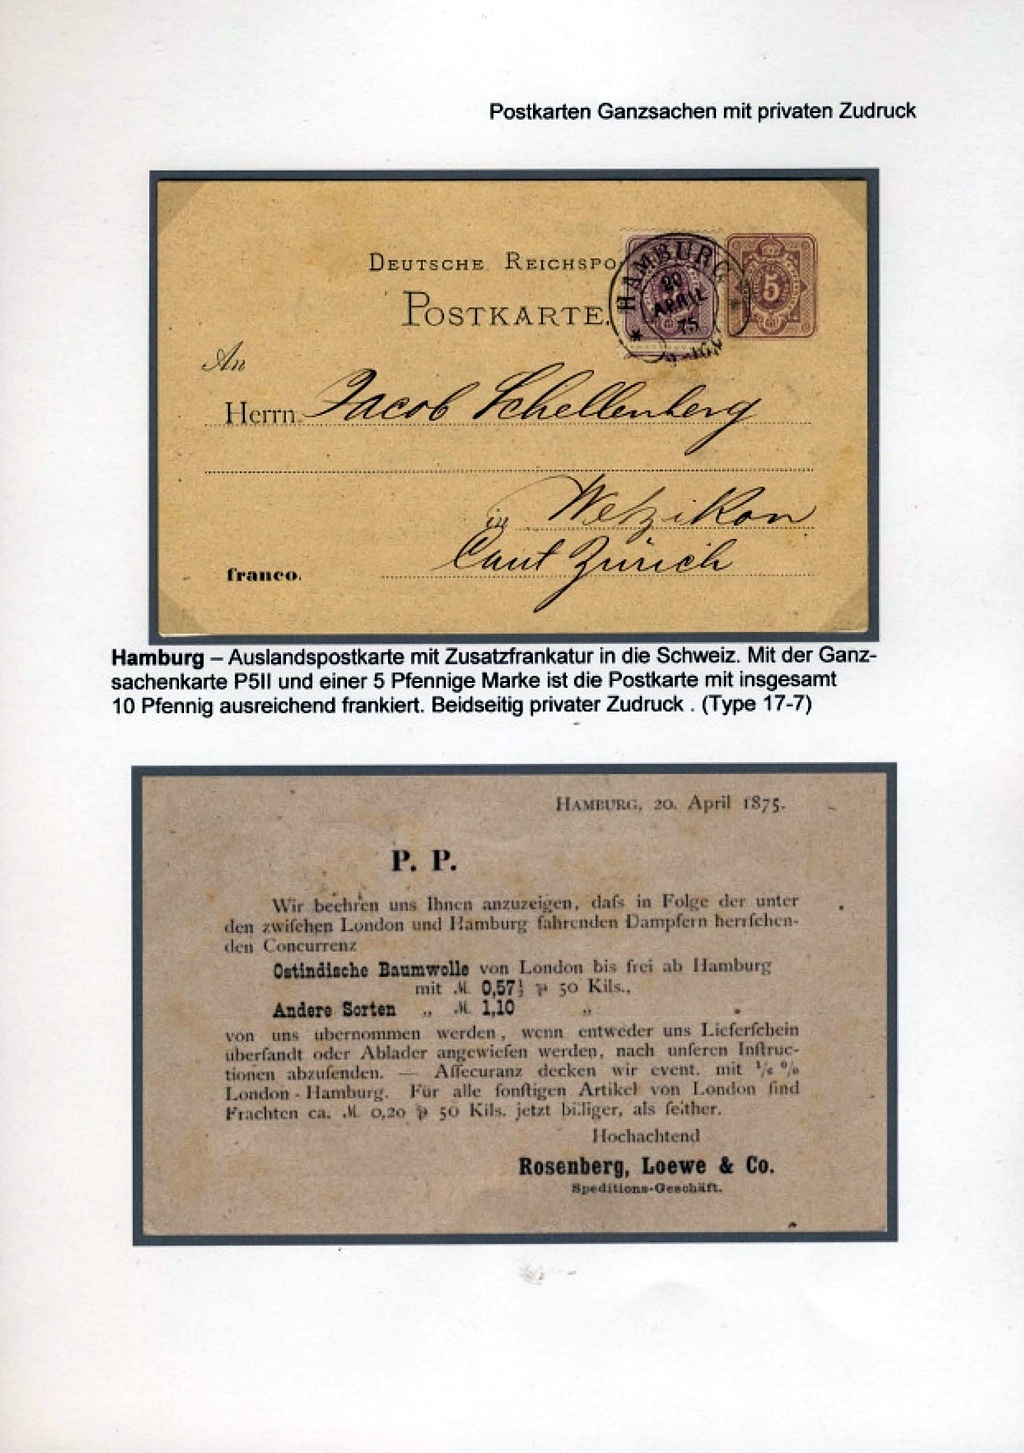 Postkarten Ganzsachen mit privaten Zudruck
DEUTSCHE REICHSPO
POSTKARTE.
HAMBURG
20
APRIL
75
5
An
Herrn Jacob Schellenberg
in Wetzikon
Cant Zürich
franco.
Hamburg – Auslandspostkarte mit Zusatzfrankatur in die Schweiz. Mit der Ganz-
sachenkarte P5II und einer 5 Pfennige Marke ist die Postkarte mit insgesamt
10 Pfennig ausreichend frankiert. Beidseitig privater Zudruck . (Type 17-7)
HAMBURG, 20. April 1875.
P. P.
Wir beehren uns Ihnen anzuzeigen, daſs in Folge der unter
den zwiſchen London und Hamburg fahrenden Dampfern herrſchen-
den Concurrenz
Ostindische Baumwolle von London bis frei ab Hamburg
mit M. 0,57½ p 50 Kils.,
Andere Sorten „ M. 1,10 „
von uns übernommen werden, wenn entweder uns Lieferſchein
überſandt oder Ablader angewieſen werden, nach unſeren Inſtruc-
tionen abzuſenden. — Aſſecuranz decken wir event. mit %
London - Hamburg. Für alle ſonſtigen Artikel von London ſind
Frachten ca. M. 0,20 p 50 Kils. jetzt billiger, als ſeither.
Hochachtend
Rosenberg, Loewe & Co.
Speditions-Geschäft.